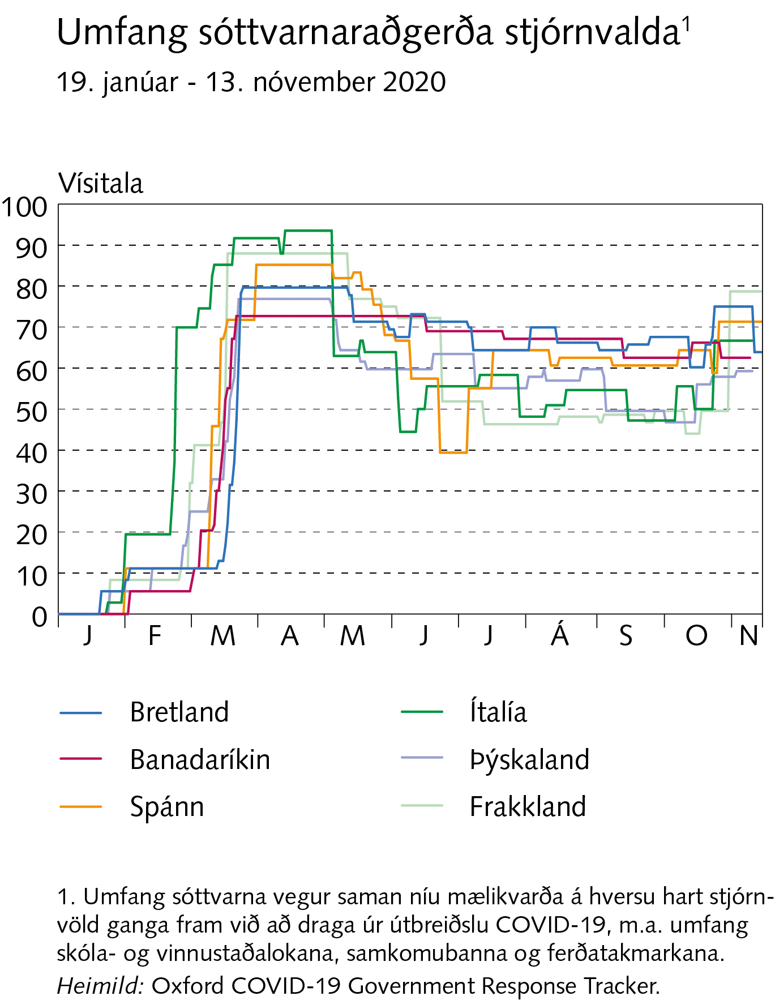 Umfang sóttvarnaraðgerða stjórnvalda¹
19. janúar - 13. nóvember 2020
Vísitala
100
90
80
70
60
50
40
30
20
10
0
J F M A M J J Á S O N
Bretland
Banadaríkin
Spánn
Ítalía
Þýskaland
Frakkland
1. Umfang sóttvarna vegur saman níu mælikvarða á hversu hart stjórn-
völd ganga fram við að draga úr útbreiðslu COVID-19, m.a. umfang
skóla- og vinnustaðalokana, samkomubanna og ferðatakmarkana.
Heimild: Oxford COVID-19 Government Response Tracker.